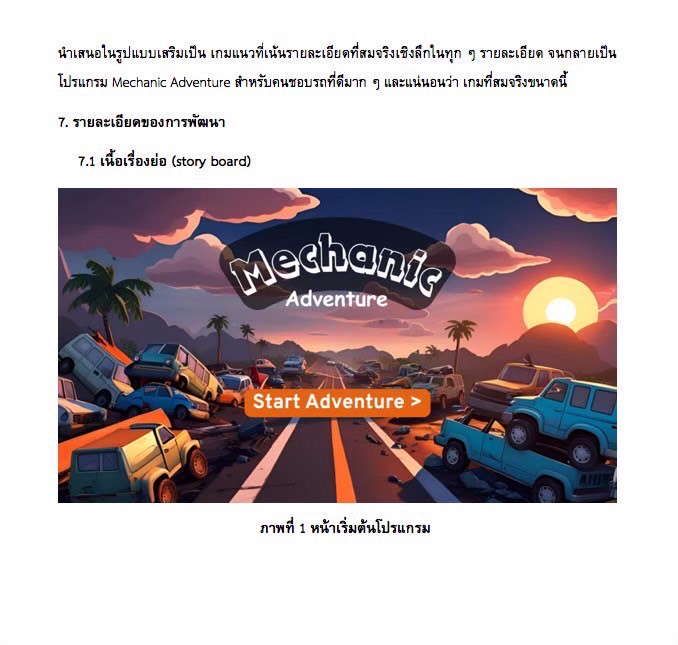 นำเสนอในรูปแบบเสริมเป็น เกมแนวที่เน้นรายละเอียดที่สมจริงเชิงลึกในทุก ๆ รายละเอียด จนกลายเป็น
โปรแกรม Mechanic Adventure สำหรับคนชอบรถที่ดีมาก ๆ และแน่นอนว่า เกมที่สมจริงขนาดนี้
7. รายละเอียดของการพัฒนา
7.1 เนื้อเรื่องย่อ (story board)
Mechanic
Adventure
Start Adventure >
ภาพที่ 1 หน้าเริ่มต้นโปรแกรม